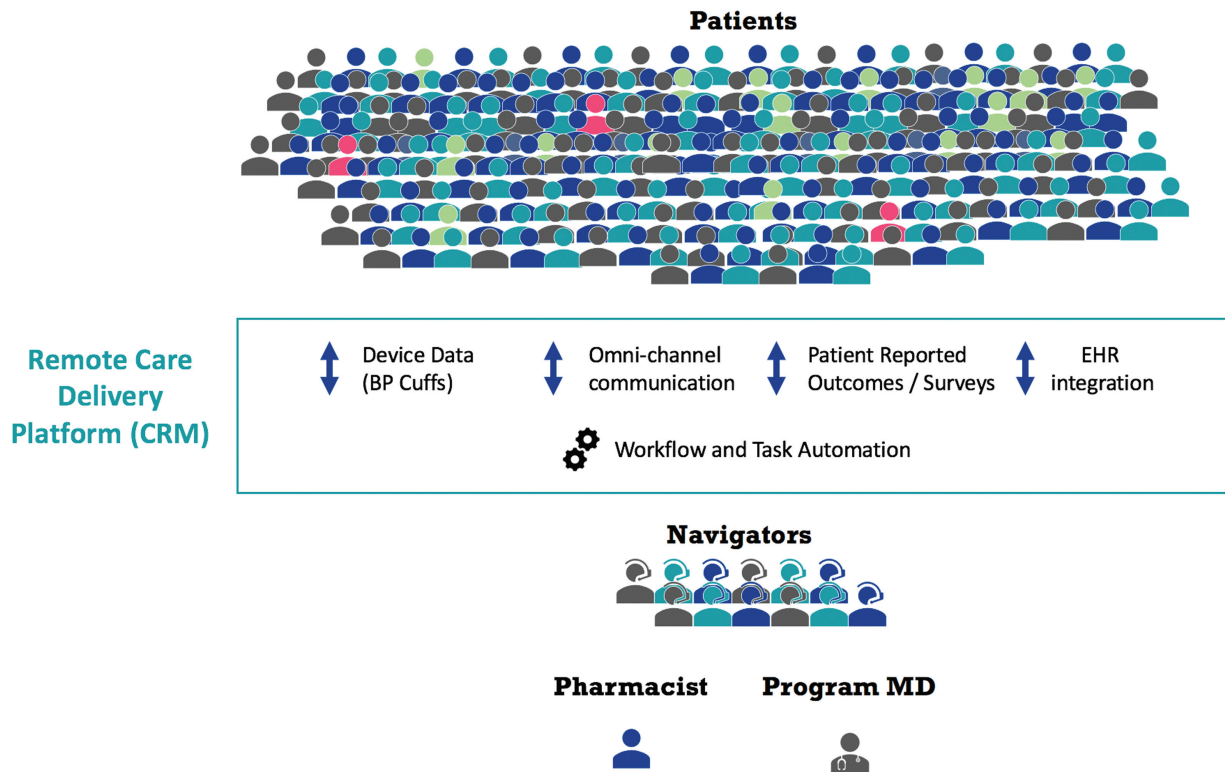 Patients
Remote Care
Delivery
Platform (CRM)
Device Data
(BP Cuffs)
Omni-channel
communication
Patient Reported
Outcomes / Surveys
EHR
integration
Workflow and Task Automation
Navigators
Pharmacist
Program MD